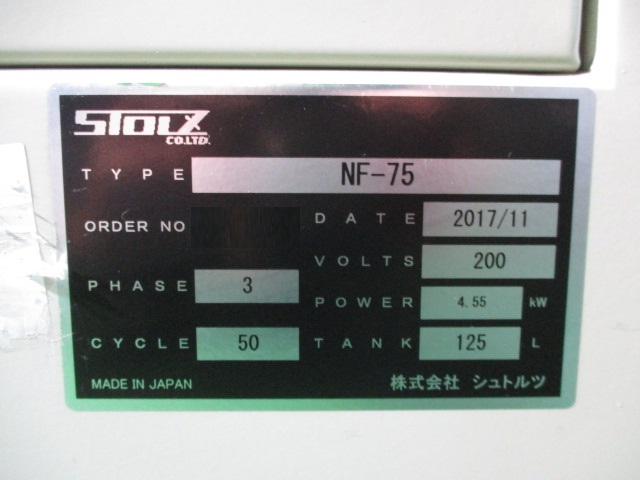 STOLX
CO.LTD.
TYPE NF-75
ORDER NO
DATE 2017/11
VOLTS 200
PHASE 3
POWER 4.55 kW
CYCLE 50
TANK 125 L
MADE IN JAPAN
株式会社 シュトルツ